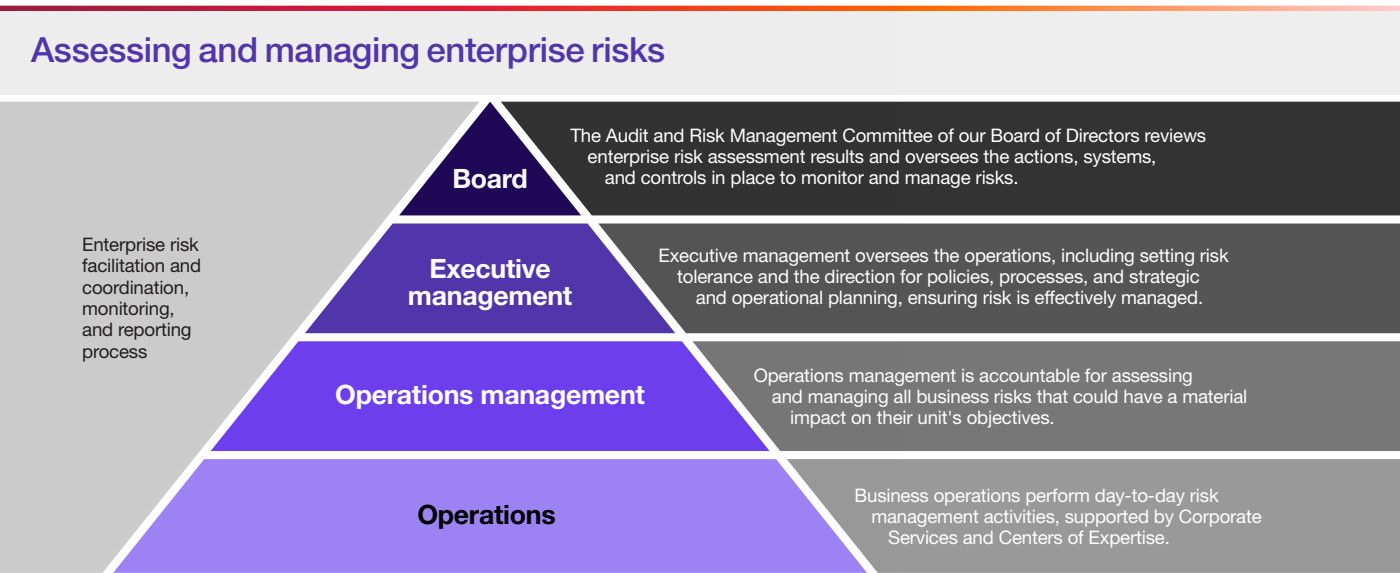 Assessing and managing enterprise risks
Enterprise risk
facilitation and
coordination,
monitoring,
and reporting
process
Board
The Audit and Risk Management Committee of our Board of Directors reviews
enterprise risk assessment results and oversees the actions, systems,
and controls in place to monitor and manage risks.
Executive
management
Executive management oversees the operations, including setting risk
tolerance and the direction for policies, processes, and strategic
and operational planning, ensuring risk is effectively managed.
Operations management
Operations management is accountable for assessing
and managing all business risks that could have a material
impact on their unit's objectives.
Operations
Business operations perform day-to-day risk
management activities, supported by Corporate
Services and Centers of Expertise.